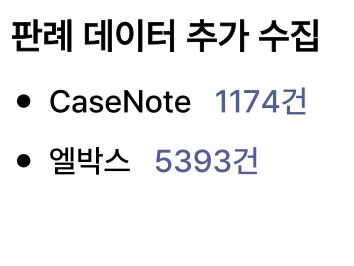 판례 데이터 추가 수집
• CaseNote 1174건
• 엘박스 5393건